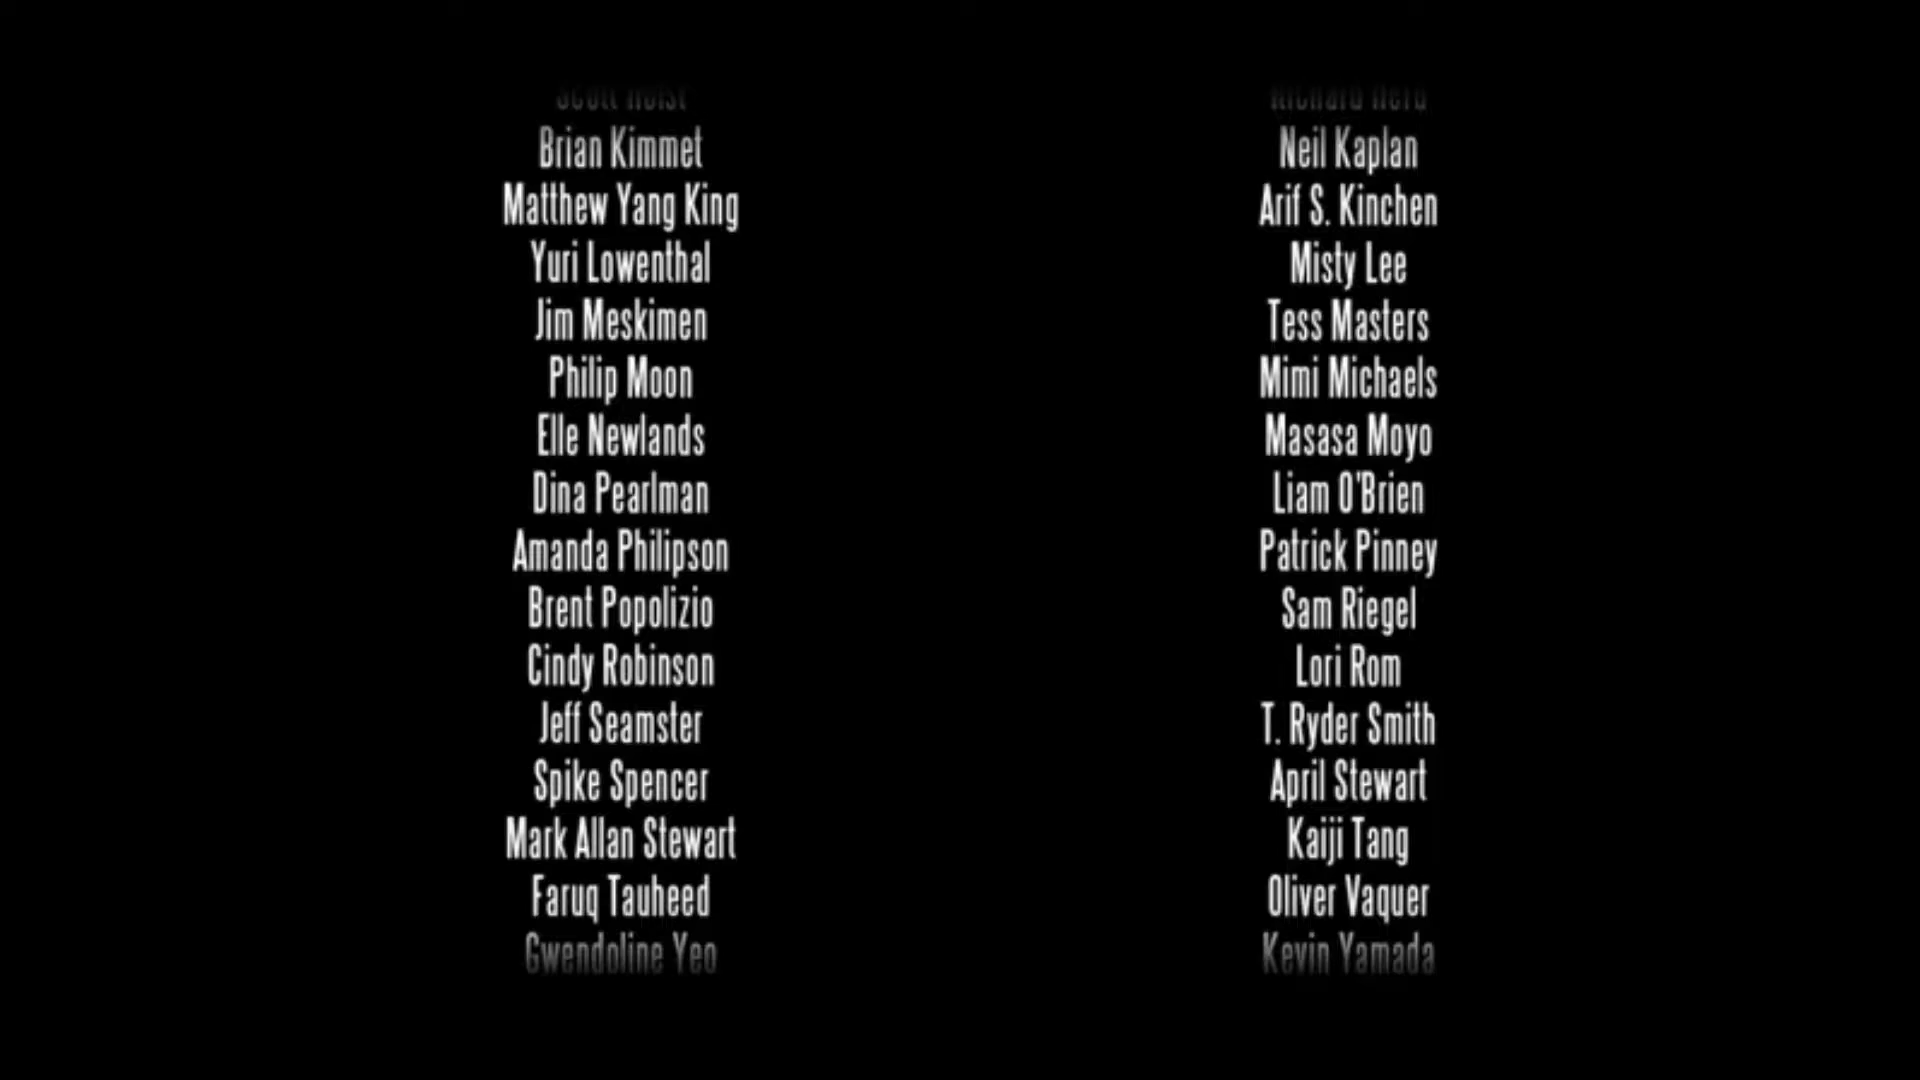 Brian Kimmet
Neil Kaplan
Matthew Yang King
Arif S. Kinchen
Yuri Lowenthal
Misty Lee
Jim Meskimen
Tess Masters
Philip Moon
Mimi Michaels
Elle Newlands
Masasa Moyo
Dina Pearlman
Liam O'Brien
Amanda Philipson
Patrick Pinney
Brent Popolizio
Sam Riegel
Cindy Robinson
Lori Rom
Jeff Seamster
T. Ryder Smith
Spike Spencer
April Stewart
Mark Allan Stewart
Kaiji Tang
Faruq Tauheed
Oliver Vaquer
Gwendoline Yeo
Kevin Yamada